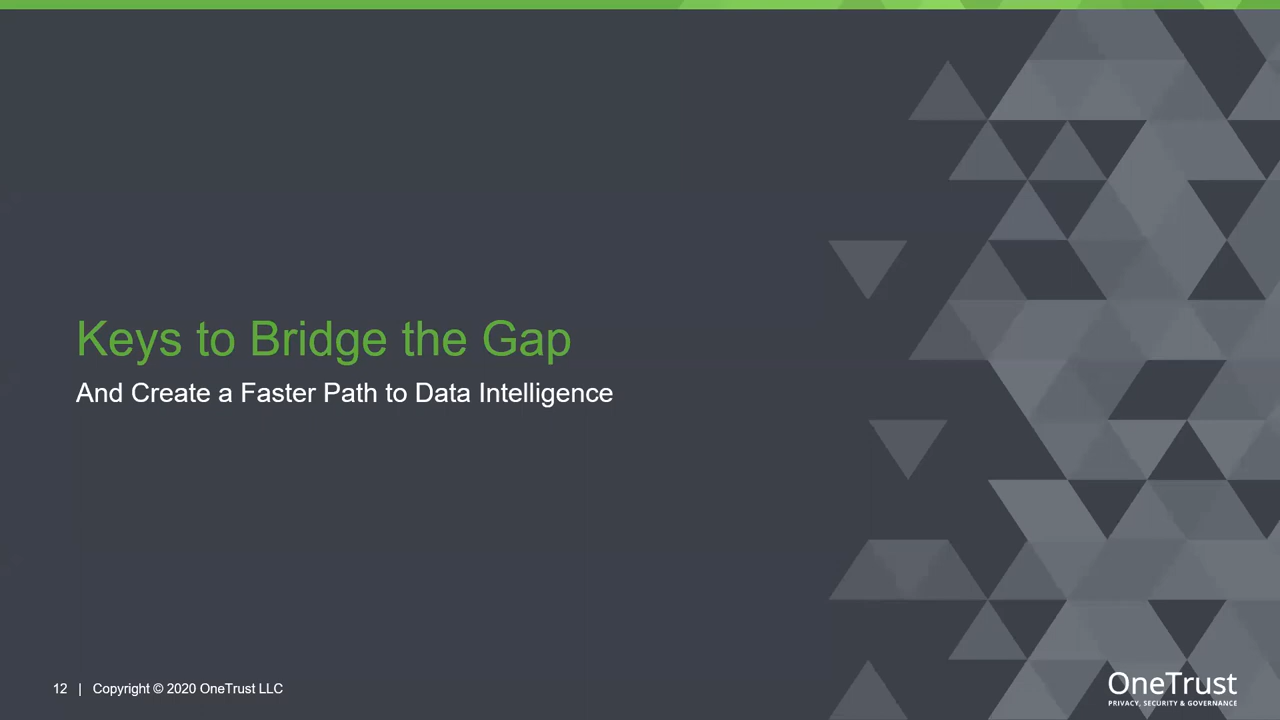 Keys to Bridge the Gap
And Create a Faster Path to Data Intelligence
12 | Copyright © 2020 OneTrust LLC
OneTrust
PRIVACY, SECURITY & GOVERNANCE